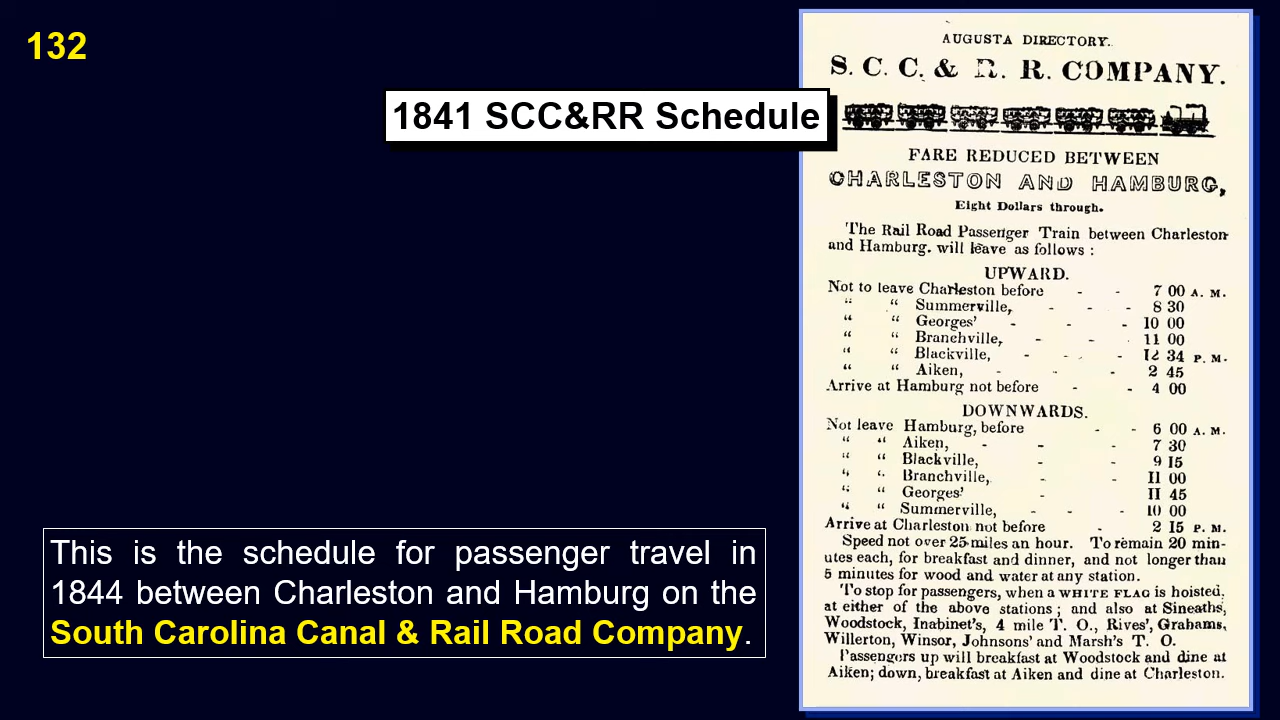 132
1841 SCC&RR Schedule
AUGUSTA DIRECTORY.
S. C. C. & R. R. COMPANY.
FARE REDUCED BETWEEN
CHARLESTON AND HAMBURG,
Eight Dollars through.
The Rail Road Passenger Train between Charleston
and Hamburg. will leave as follows :
UPWARD.
Not to leave Charleston before - - 7 00 A. M.
“ “ Summerville, - - - 8 30
“ “ Georges’ - - - 10 00
“ “ Branchville, - - - 11 00
“ “ Blackville, - - - 12 34 P. M.
“ “ Aiken, - - - 2 45
Arrive at Hamburg not before - - 4 00
DOWNWARDS.
Not leave Hamburg, before - - 6 00 A. M.
“ “ Aiken, - - - 7 30
“ “ Blackville, - - 9 15
“ “ Branchville, - - 11 00
“ “ Georges’ - - 11 45
“ “ Summerville, - - - 10 00
Arrive at Charleston not before - 2 15 P. M.
Speed not over 25 miles an hour. To remain 20 min-
utes each, for breakfast and dinner, and not longer than
5 minutes for wood and water at any station.
To stop for passengers, when a WHITE FLAG is hoisted,
at either of the above stations ; and also at Sineaths,
Woodstock, Inabinet’s, 4 mile T. O., Rives’, Grahams,
Willerton, Winsor, Johnsons’ and Marsh’s T. O.
Passengers up will breakfast at Woodstock and dine at
Aiken; down, breakfast at Aiken and dine at Charleston.
This is the schedule for passenger travel in
1844 between Charleston and Hamburg on the
South Carolina Canal & Rail Road Company.